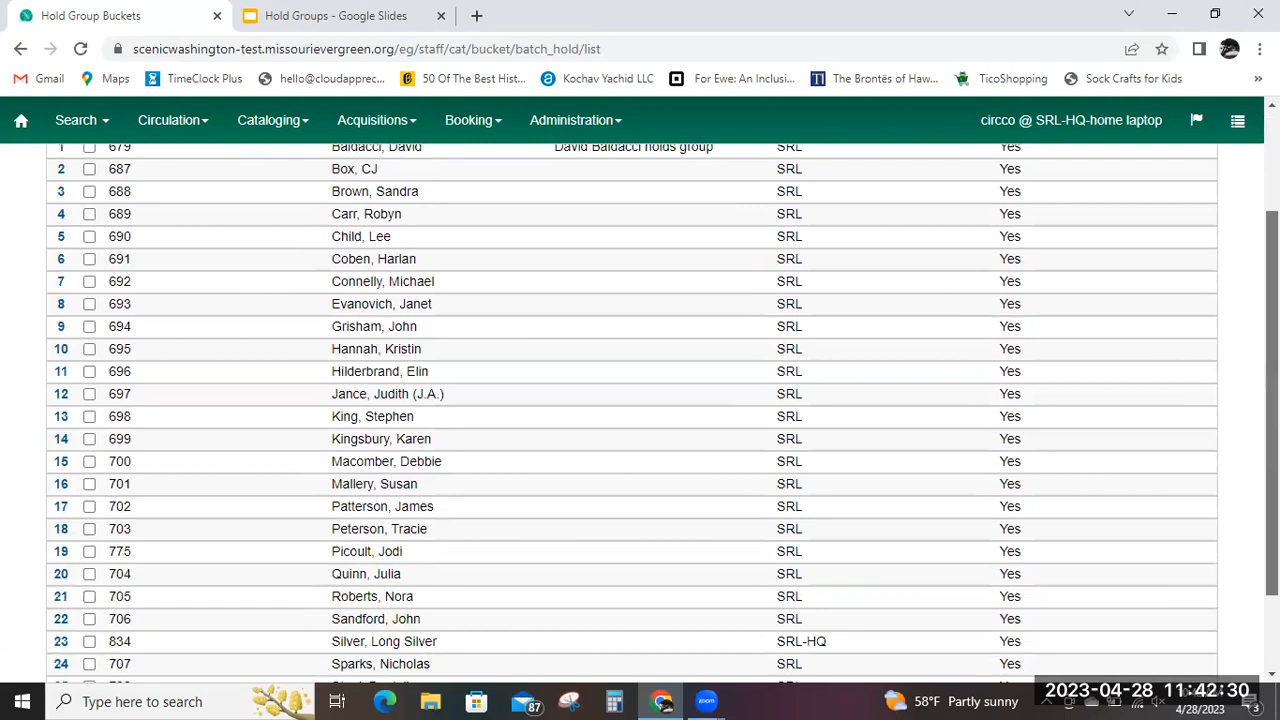 Hold Group Buckets
Hold Groups - Google Slides
scenicwashington-test.missourievergreen.org/eg/staff/cat/bucket/batch_hold/list
Gmail Maps TimeClock Plus hello@cloudapprec... 50 Of The Best Hist... Kochav Yachid LLC For Ewe: An Inclusi... The Brontës of Haw... TicoShopping Sock Crafts for Kids »
Search Circulation Cataloging Acquisitions Booking Administration circco @ SRL-HQ-home laptop
1 679 Baldacci, David David Baldacci holds group SRL Yes
2 687 Box, CJ SRL Yes
3 688 Brown, Sandra SRL Yes
4 689 Carr, Robyn SRL Yes
5 690 Child, Lee SRL Yes
6 691 Coben, Harlan SRL Yes
7 692 Connelly, Michael SRL Yes
8 693 Evanovich, Janet SRL Yes
9 694 Grisham, John SRL Yes
10 695 Hannah, Kristin SRL Yes
11 696 Hilderbrand, Elin SRL Yes
12 697 Jance, Judith (J.A.) SRL Yes
13 698 King, Stephen SRL Yes
14 699 Kingsbury, Karen SRL Yes
15 700 Macomber, Debbie SRL Yes
16 701 Mallery, Susan SRL Yes
17 702 Patterson, James SRL Yes
18 703 Peterson, Tracie SRL Yes
19 775 Picoult, Jodi SRL Yes
20 704 Quinn, Julia SRL Yes
21 705 Roberts, Nora SRL Yes
22 706 Sandford, John SRL Yes
23 834 Silver, Long Silver SRL-HQ Yes
24 707 Sparks, Nicholas SRL Yes
Type here to search
87
58°F Partly sunny
2023-04-28 11:42:30
4/28/2023
3